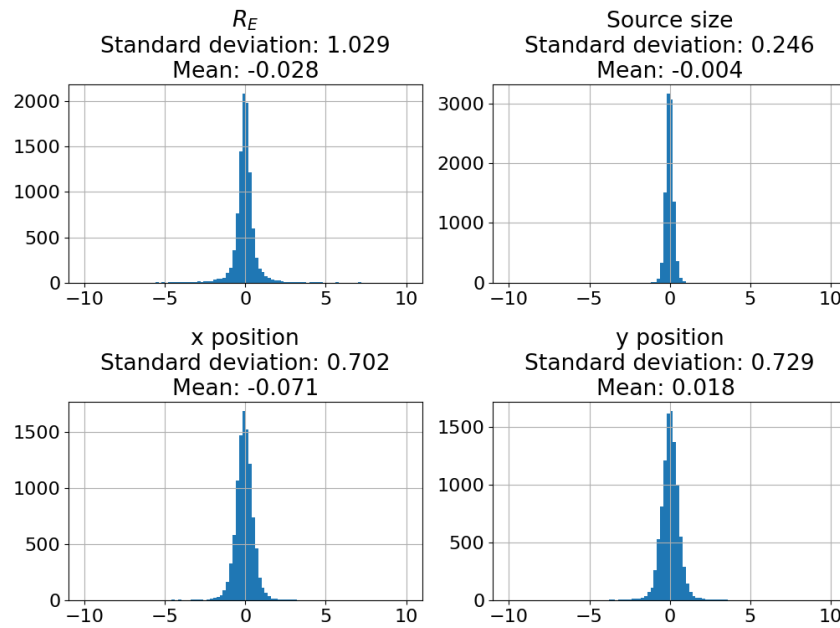 R_E
Standard deviation: 1.029
Mean: -0.028
2000
1500
1000
500
0
−10 −5 0 5 10
Source size
Standard deviation: 0.246
Mean: -0.004
3000
2000
1000
0
−10 −5 0 5 10
x position
Standard deviation: 0.702
Mean: -0.071
1500
1000
500
0
−10 −5 0 5 10
y position
Standard deviation: 0.729
Mean: 0.018
1500
1000
500
0
−10 −5 0 5 10